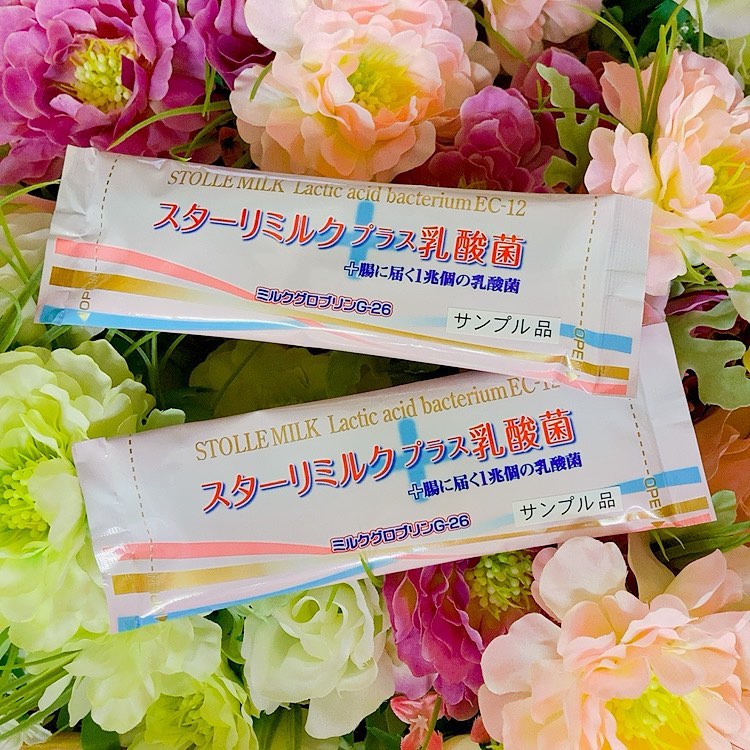 STOLLE MILK Lactic acid bacterium EC-12
スターリミルクプラス乳酸菌
+腸に届く1兆個の乳酸菌
ミルクグロブリンG-26
サンプル品
OPEN
STOLLE MILK Lactic acid bacterium EC-12
スターリミルクプラス乳酸菌
+腸に届く1兆個の乳酸菌
ミルクグロブリンG-26
サンプル品
OPEN